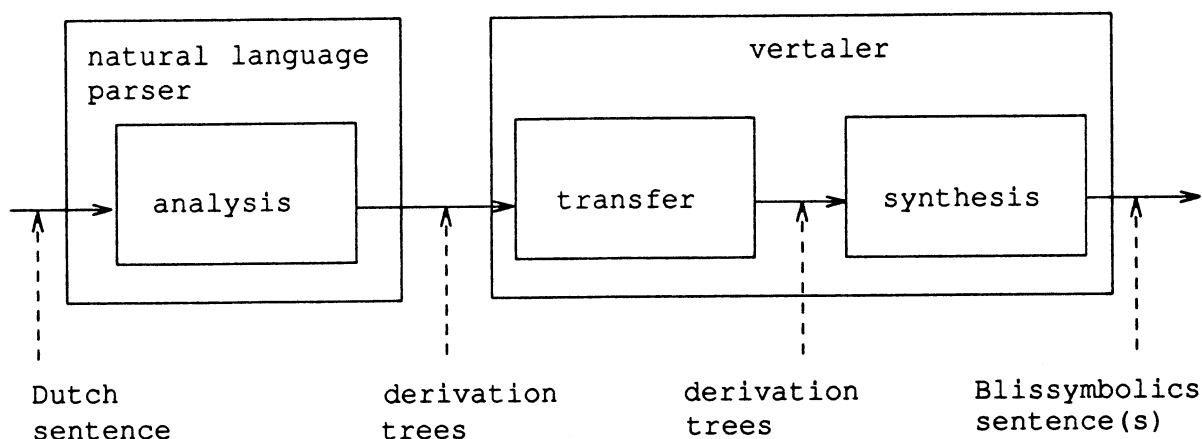 natural language
parser
vertaler
analysis
transfer
synthesis
Dutch
sentence
derivation
trees
derivation
trees
Blissymbolics
sentence(s)